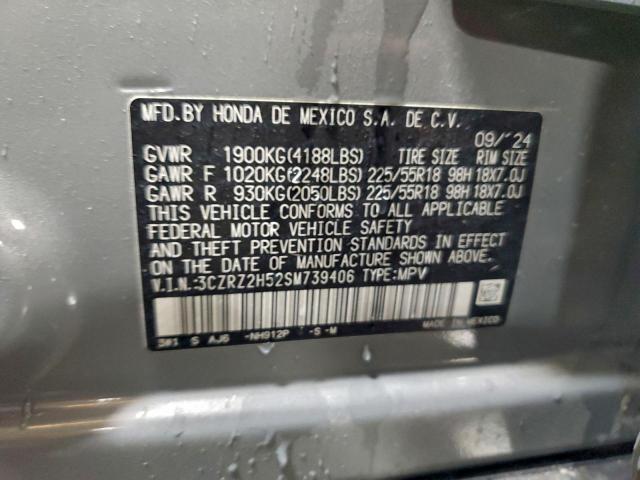 MFD.BY HONDA DE MEXICO S.A. DE C.V.
09/'24
GVWR 1900KG(4188LBS) TIRE SIZE RIM SIZE
GAWR F 1020KG(2248LBS) 225/55R18 98H 18X7.0J
GAWR R 930KG(2050LBS) 225/55R18 98H 18X7.0J
THIS VEHICLE CONFORMS TO ALL APPLICABLE
FEDERAL MOTOR VEHICLE SAFETY
AND THEFT PREVENTION STANDARDS IN EFFECT
ON THE DATE OF MANUFACTURE SHOWN ABOVE.
V.I.N.:3CZRZ2H52SM739406 TYPE:MPV
S AJ6 -NH912P -S-M
MADE IN MEXICO